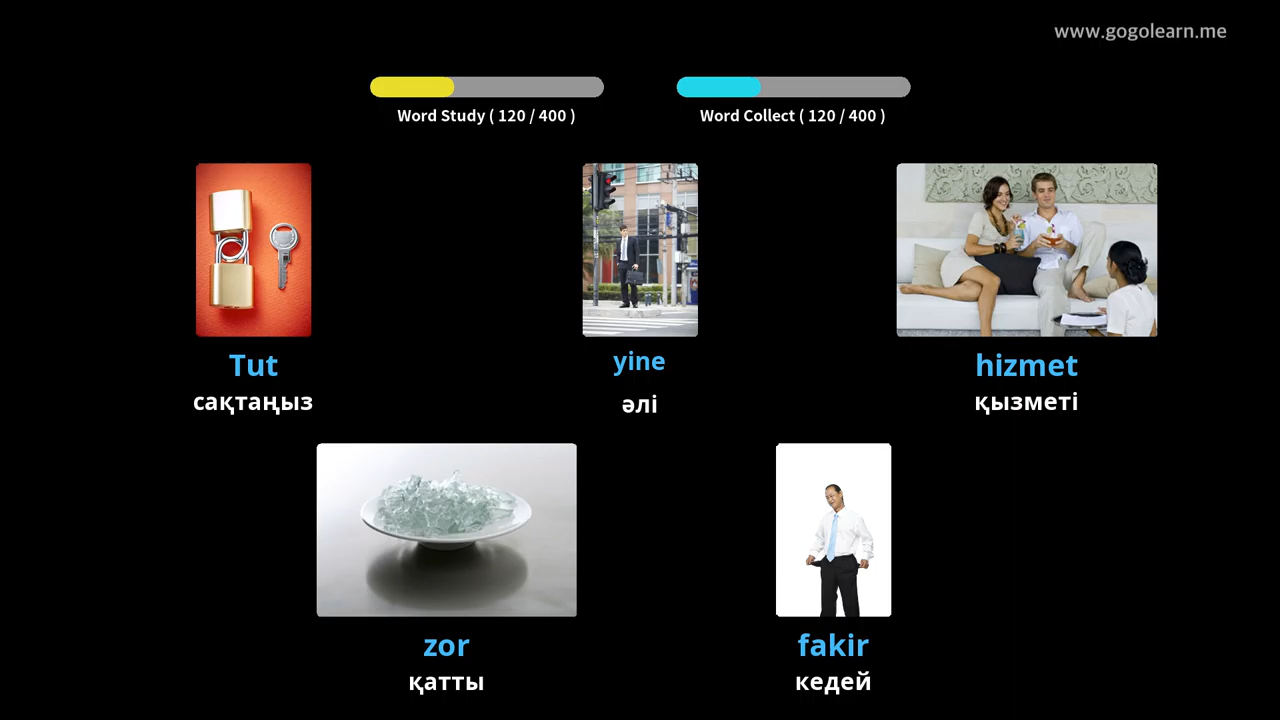 www.gogolearn.me
Word Study ( 120 / 400 )
Word Collect ( 120 / 400 )
Tut
сақтаңыз
yine
әлі
hizmet
қызметі
zor
қатты
fakir
кедей